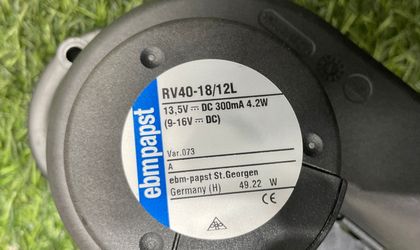 ebmpapst
RV40-18/12L
13,5V⎓ DC 300mA 4.2W
(9-16V⎓ DC)
Var.073
A
ebm-papst St.Georgen
Germany (H) 49.22 W
CE